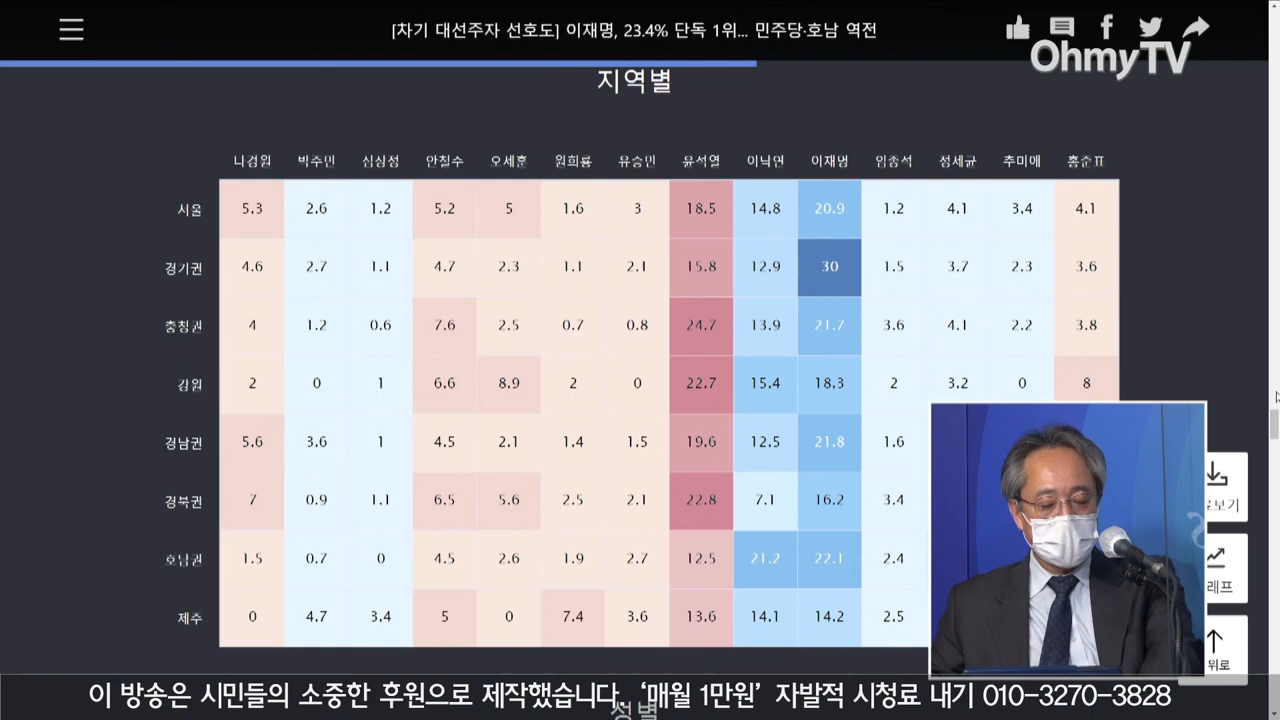 [차기 대선주자 선호도] 이재명, 23.4% 단독 1위... 민주당·호남 역전
OhmyTV
지역별
나경원 박주민 심상정 안철수 오세훈 원희룡 유승민 윤석열 이낙연 이재명 임종석 정세균 추미애 홍준표
서울 5.3 2.6 1.2 5.2 5 1.6 3 18.5 14.8 20.9 1.2 4.1 3.4 4.1
경기권 4.6 2.7 1.1 4.7 2.3 1.1 2.1 15.8 12.9 30 1.5 3.7 2.3 3.6
충청권 4 1.2 0.6 7.6 2.5 0.7 0.8 24.7 13.9 21.7 3.6 4.1 2.2 3.8
강원 2 0 1 6.6 8.9 2 0 22.7 15.4 18.3 2 3.2 0 8
경남권 5.6 3.6 1 4.5 2.1 1.4 1.5 19.6 12.5 21.8 1.6
경북권 7 0.9 1.1 6.5 5.6 2.5 2.1 22.8 7.1 16.2 3.4
보기
호남권 1.5 0.7 0 4.5 2.6 1.9 2.7 12.5 21.2 22.1 2.4
래프
제주 0 4.7 3.4 5 0 7.4 3.6 13.6 14.1 14.2 2.5
위로
이 방송은 시민들의 소중한 후원으로 제작했습니다. ‘매월 1만원’ 자발적 시청료 내기 010-3270-3828
성별